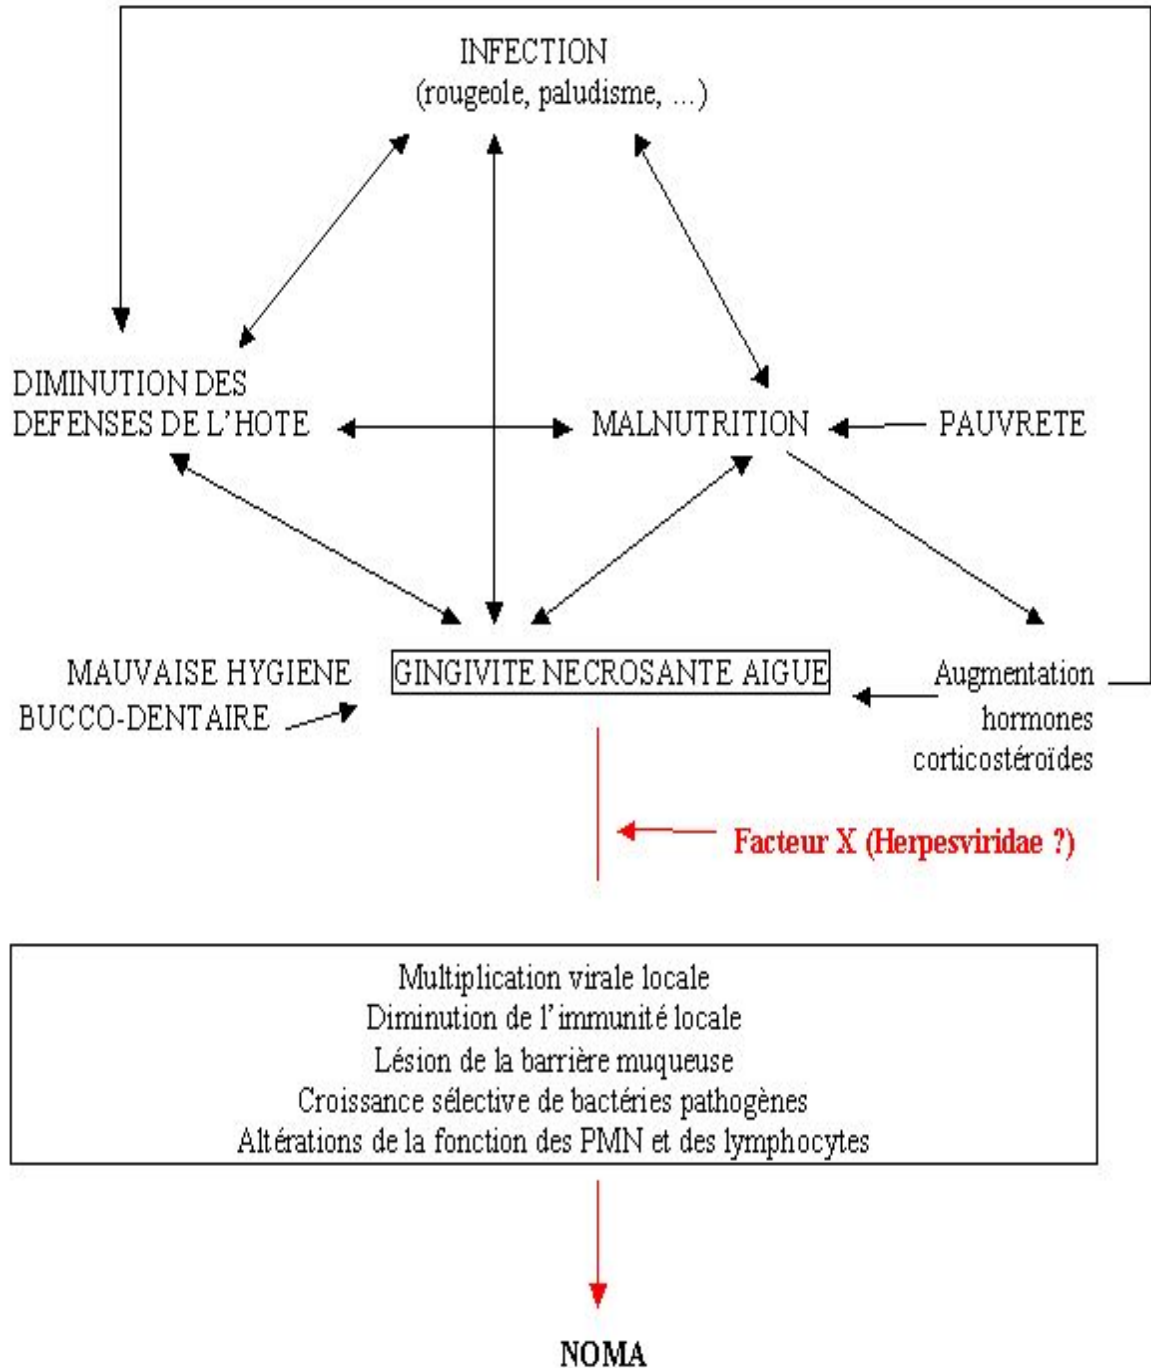 INFECTION
(rougeole, paludisme, ...)
DIMINUTION DES
DEFENSES DE L'HOTE
MALNUTRITION
PAUVRETE
MAUVAISE HYGIENE
BUCCO-DENTAIRE
GINGIVITE NECROSANTE AIGUE
Augmentation
hormones
corticostéroïdes
Facteur X (Herpesviridae ?)
Multiplication virale locale
Diminution de l'immunité locale
Lésion de la barrière muqueuse
Croissance sélective de bactéries pathogènes
Altérations de la fonction des PMN et des lymphocytes
NOMA